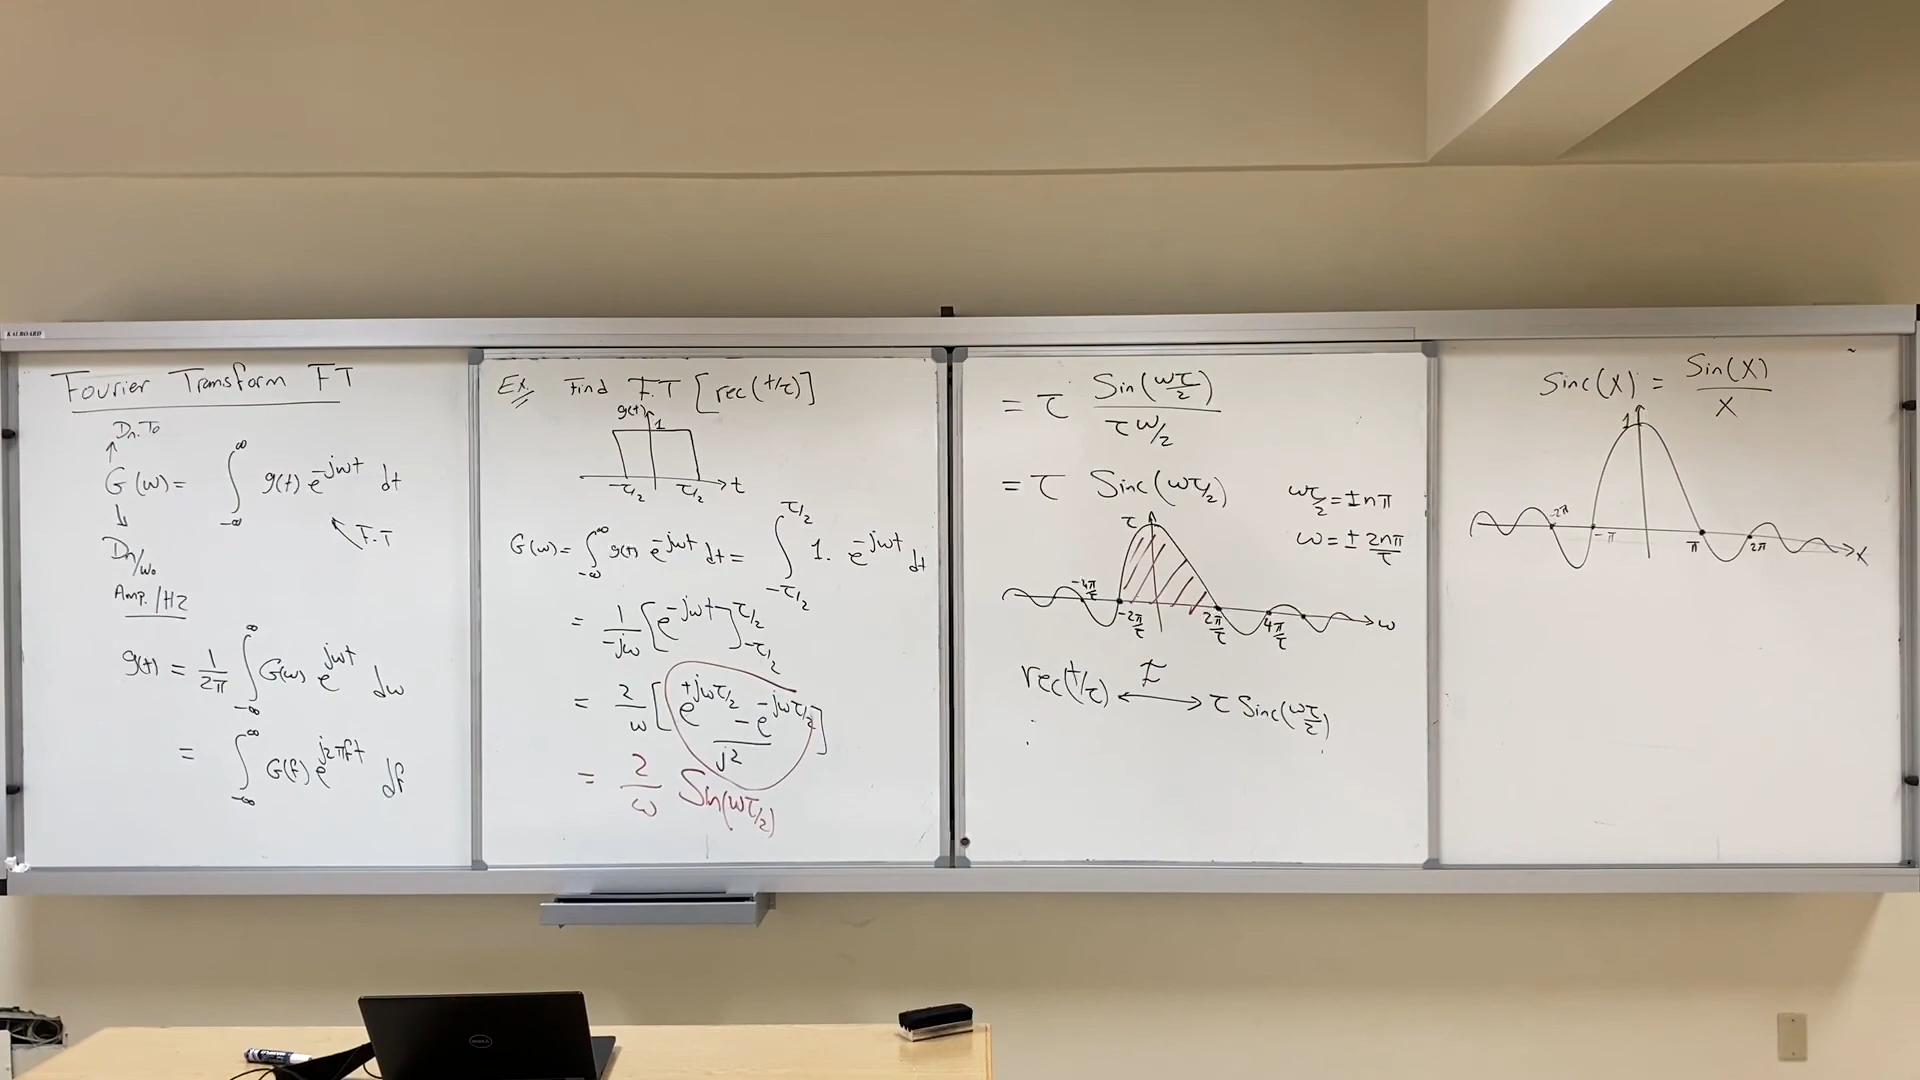 KALBOARD
Fourier Transform FT
Dn.To
↑
G(ω) = ∫_{-∞}^{∞} g(t) e^{-jωt} dt
↓
F.T
Dn/ω₀
Amp./HZ
g(t) = 1/2π ∫_{-∞}^{∞} G(ω) e^{jωt} dω
= ∫_{-∞}^{∞} G(f) e^{j2πft} df
Ex. Find F.T [rec(t/τ)]
g(t)
1
-τ/2 τ/2 t
G(ω) = ∫_{-∞}^{∞} g(t) e^{-jωt} dt = ∫_{-τ/2}^{τ/2} 1. e^{-jωt} dt
= 1/-jω [e^{-jωt}]_{-τ/2}^{τ/2}
= 2/ω [(e^{+jωτ/2} - e^{-jωτ/2})/j2]
= 2/ω Sin(ωτ/2)
= τ Sin(ωτ/2) / τω/2
= τ Sinc(ωτ/2)
ωτ/2 = ±nπ
ω = ± 2nπ/τ
τ
-4π/τ -2π/τ 2π/τ 4π/τ ω
rec(t/τ) ←F→ τ Sinc(ωτ/2)
Sinc(X) = Sin(X)/X
1
-2π -π π 2π X
DELL